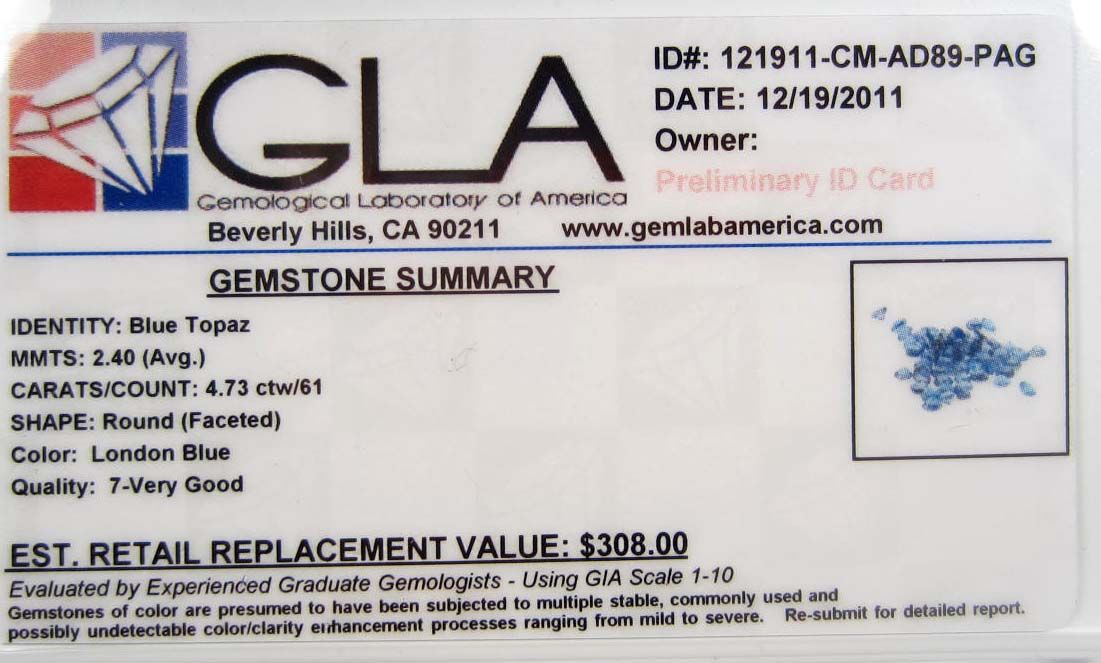 GLA
Gemological Laboratory of America
Beverly Hills, CA 90211 www.gemlabamerica.com
ID#: 121911-CM-AD89-PAG
DATE: 12/19/2011
Owner:
Preliminary ID Card
GEMSTONE SUMMARY
IDENTITY: Blue Topaz
MMTS: 2.40 (Avg.)
CARATS/COUNT: 4.73 ctw/61
SHAPE: Round (Faceted)
Color: London Blue
Quality: 7-Very Good
EST. RETAIL REPLACEMENT VALUE: $308.00
Evaluated by Experienced Graduate Gemologists - Using GIA Scale 1-10
Gemstones of color are presumed to have been subjected to multiple stable, commonly used and
possibly undetectable color/clarity enhancement processes ranging from mild to severe. Re-submit for detailed report.